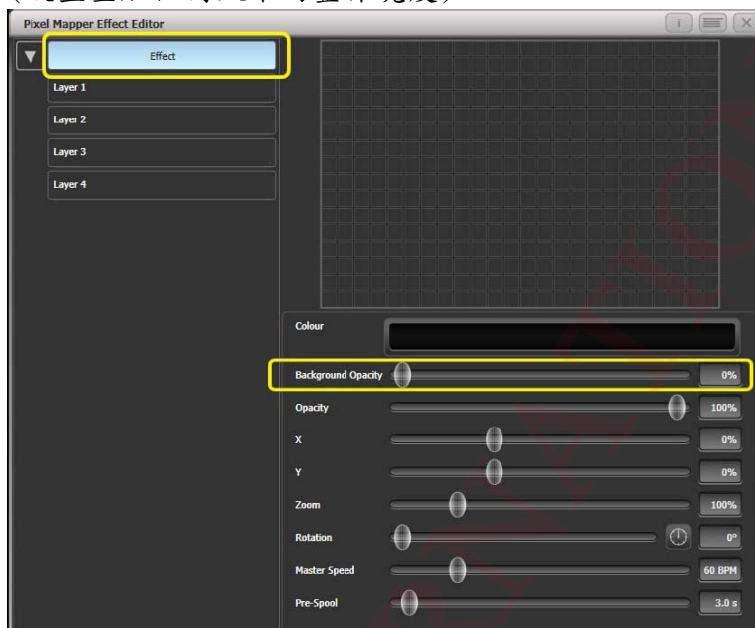 Pixel Mapper Effect Editor
Effect
Layer 1
Layer 2
Layer 3
Layer 4
Colour
Background Opacity 0%
Opacity 100%
X 0%
Y 0%
Zoom 100%
Rotation 0°
Master Speed 60 BPM
Pre-Spool 3.0 s